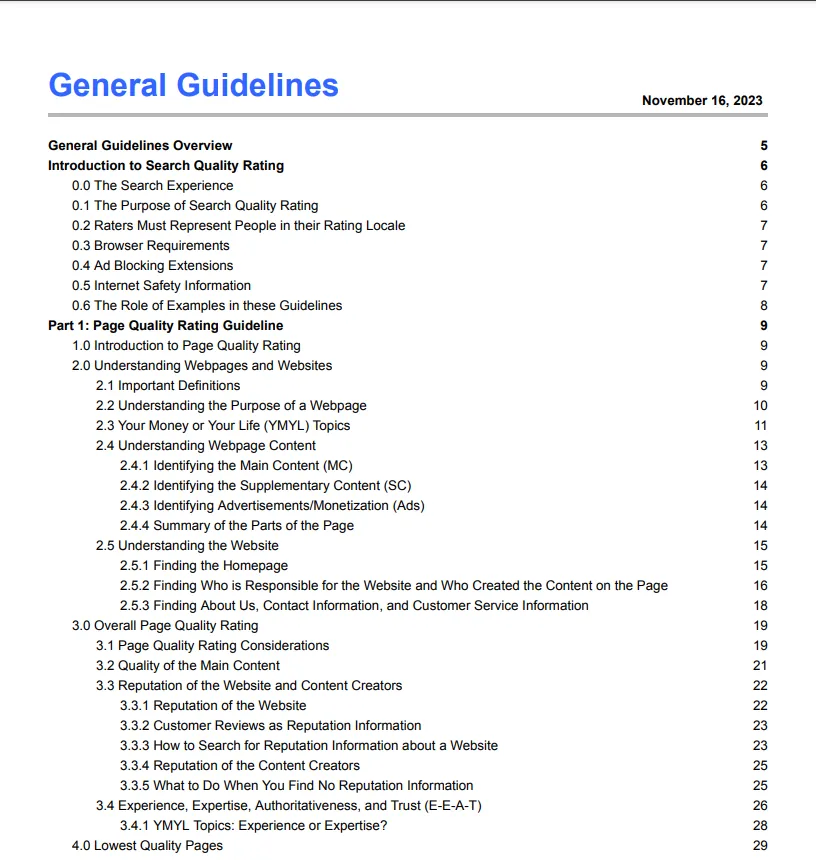 General Guidelines
November 16, 2023
General Guidelines Overview 5
Introduction to Search Quality Rating 6
0.0 The Search Experience 6
0.1 The Purpose of Search Quality Rating 6
0.2 Raters Must Represent People in their Rating Locale 7
0.3 Browser Requirements 7
0.4 Ad Blocking Extensions 7
0.5 Internet Safety Information 7
0.6 The Role of Examples in these Guidelines 8
Part 1: Page Quality Rating Guideline 9
1.0 Introduction to Page Quality Rating 9
2.0 Understanding Webpages and Websites 9
2.1 Important Definitions 9
2.2 Understanding the Purpose of a Webpage 10
2.3 Your Money or Your Life (YMYL) Topics 11
2.4 Understanding Webpage Content 13
2.4.1 Identifying the Main Content (MC) 13
2.4.2 Identifying the Supplementary Content (SC) 14
2.4.3 Identifying Advertisements/Monetization (Ads) 14
2.4.4 Summary of the Parts of the Page 14
2.5 Understanding the Website 15
2.5.1 Finding the Homepage 15
2.5.2 Finding Who is Responsible for the Website and Who Created the Content on the Page 16
2.5.3 Finding About Us, Contact Information, and Customer Service Information 18
3.0 Overall Page Quality Rating 19
3.1 Page Quality Rating Considerations 19
3.2 Quality of the Main Content 21
3.3 Reputation of the Website and Content Creators 22
3.3.1 Reputation of the Website 22
3.3.2 Customer Reviews as Reputation Information 23
3.3.3 How to Search for Reputation Information about a Website 23
3.3.4 Reputation of the Content Creators 25
3.3.5 What to Do When You Find No Reputation Information 25
3.4 Experience, Expertise, Authoritativeness, and Trust (E-E-A-T) 26
3.4.1 YMYL Topics: Experience or Expertise? 28
4.0 Lowest Quality Pages 29